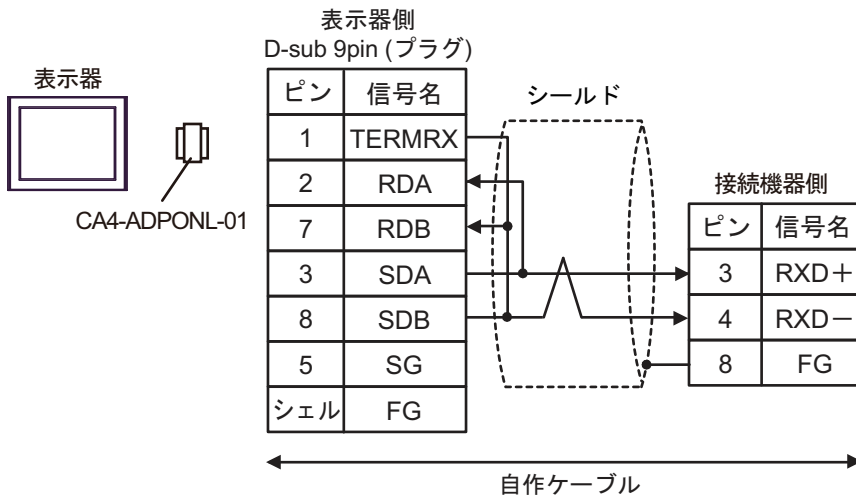 表示器側
D-sub 9pin (プラグ)
表示器
CA4-ADPONL-01
ピン 信号名
1 TERMRX
2 RDA
7 RDB
3 SDA
8 SDB
5 SG
シェル FG
シールド
接続機器側
ピン 信号名
3 RXD＋
4 RXD－
8 FG
自作ケーブル